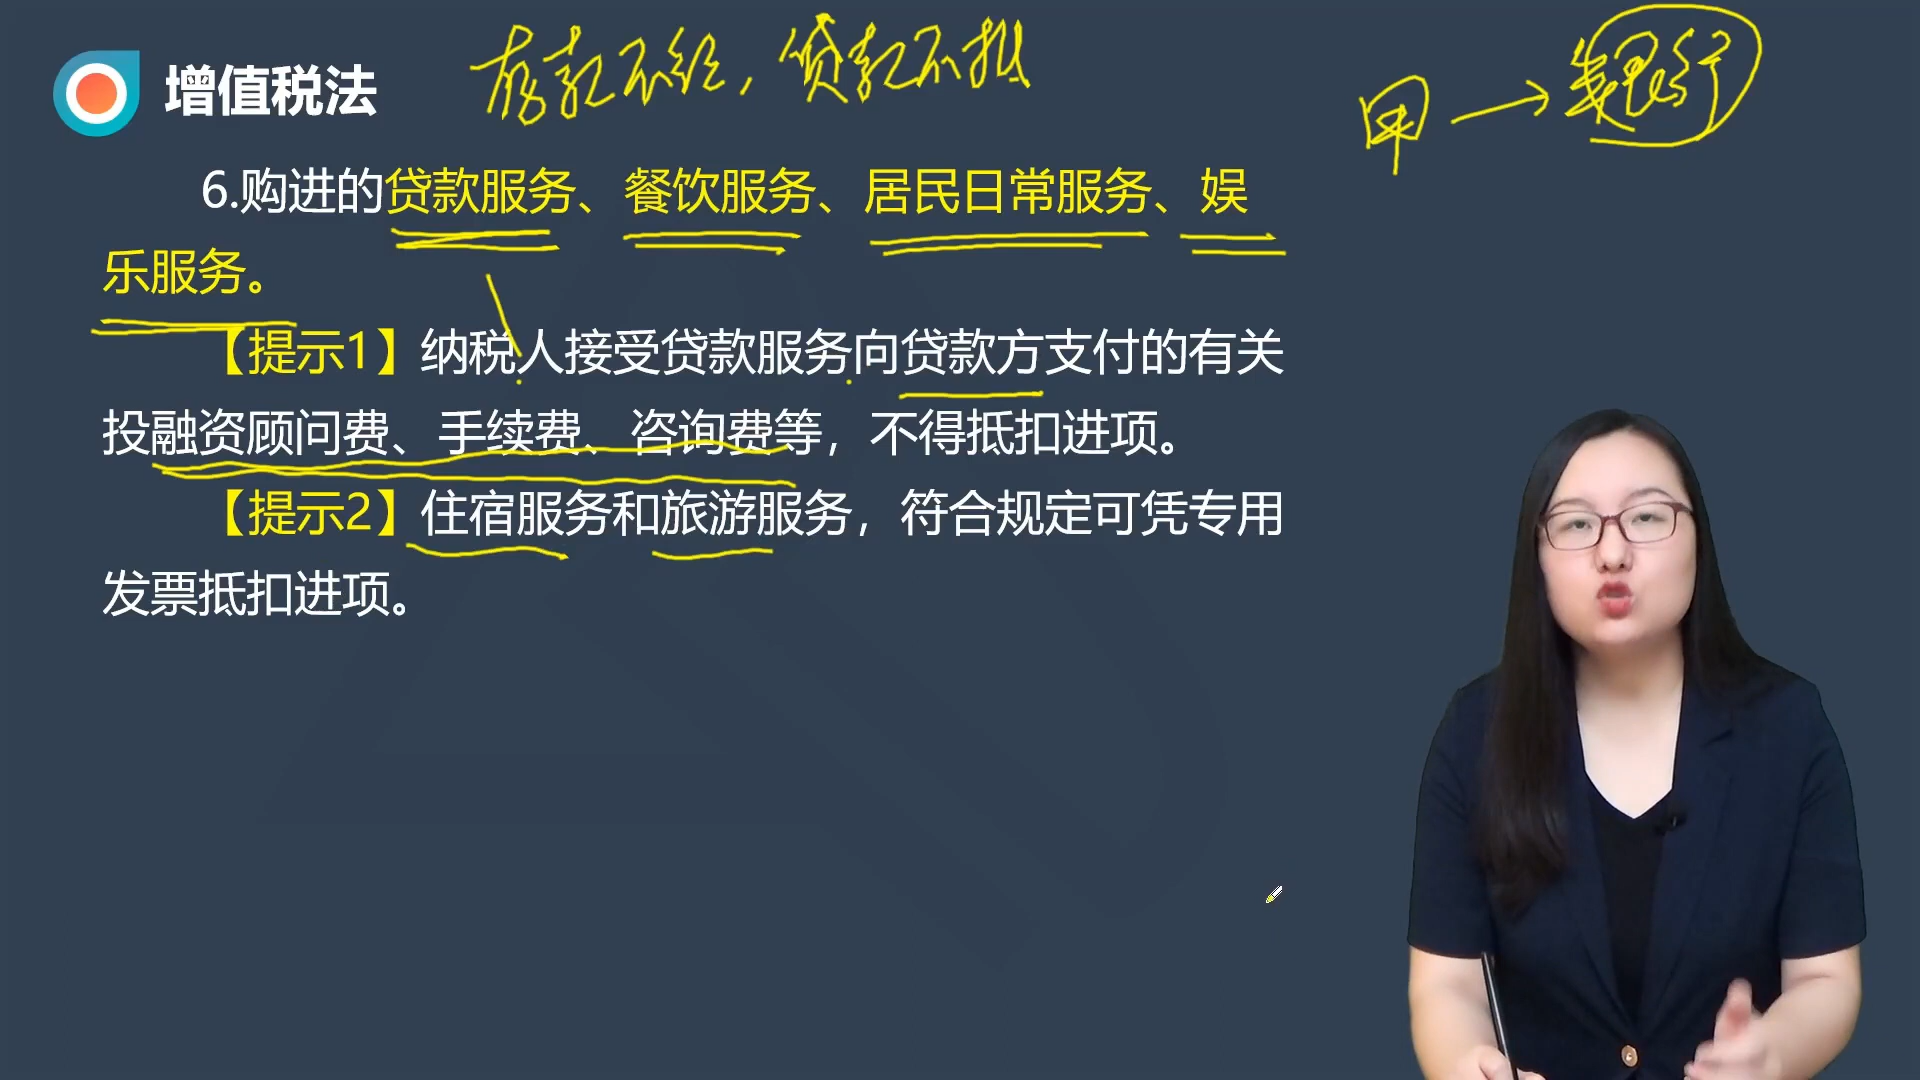 增值税法
存款不征，贷款不抵
甲→某银行
6.购进的贷款服务、餐饮服务、居民日常服务、娱
乐服务。
【提示1】纳税人接受贷款服务向贷款方支付的有关
投融资顾问费、手续费、咨询费等，不得抵扣进项。
【提示2】住宿服务和旅游服务，符合规定可凭专用
发票抵扣进项。